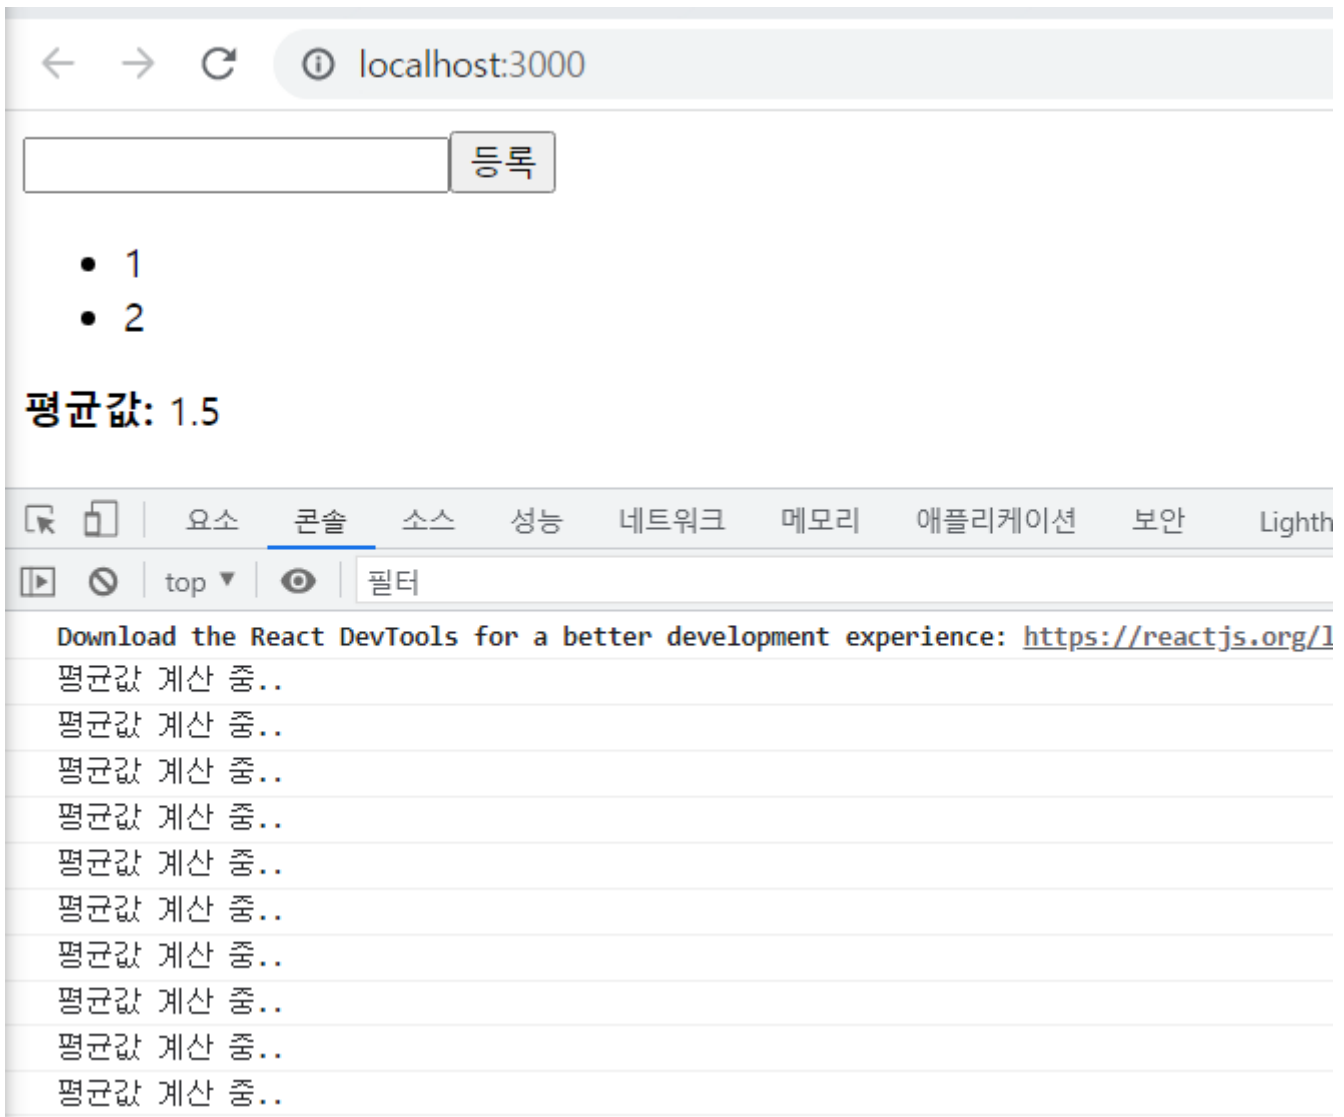 localhost:3000
등록
• 1
• 2
평균값: 1.5
요소 콘솔 소스 성능 네트워크 메모리 애플리케이션 보안 Lighth
top ▼ 필터
Download the React DevTools for a better development experience: https://reactjs.org/l
평균값 계산 중..
평균값 계산 중..
평균값 계산 중..
평균값 계산 중..
평균값 계산 중..
평균값 계산 중..
평균값 계산 중..
평균값 계산 중..
평균값 계산 중..
평균값 계산 중..